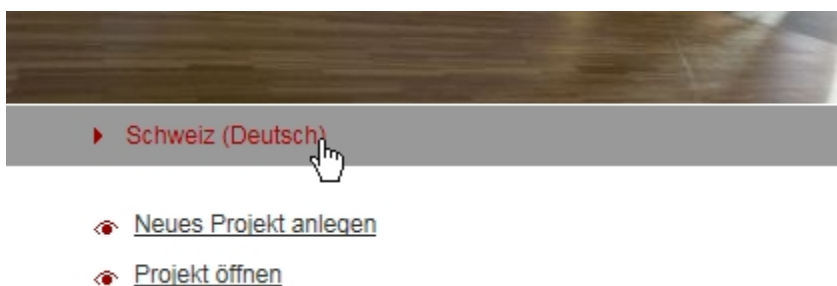 Schweiz (Deutsch)
Neues Projekt anlegen
Projekt öffnen